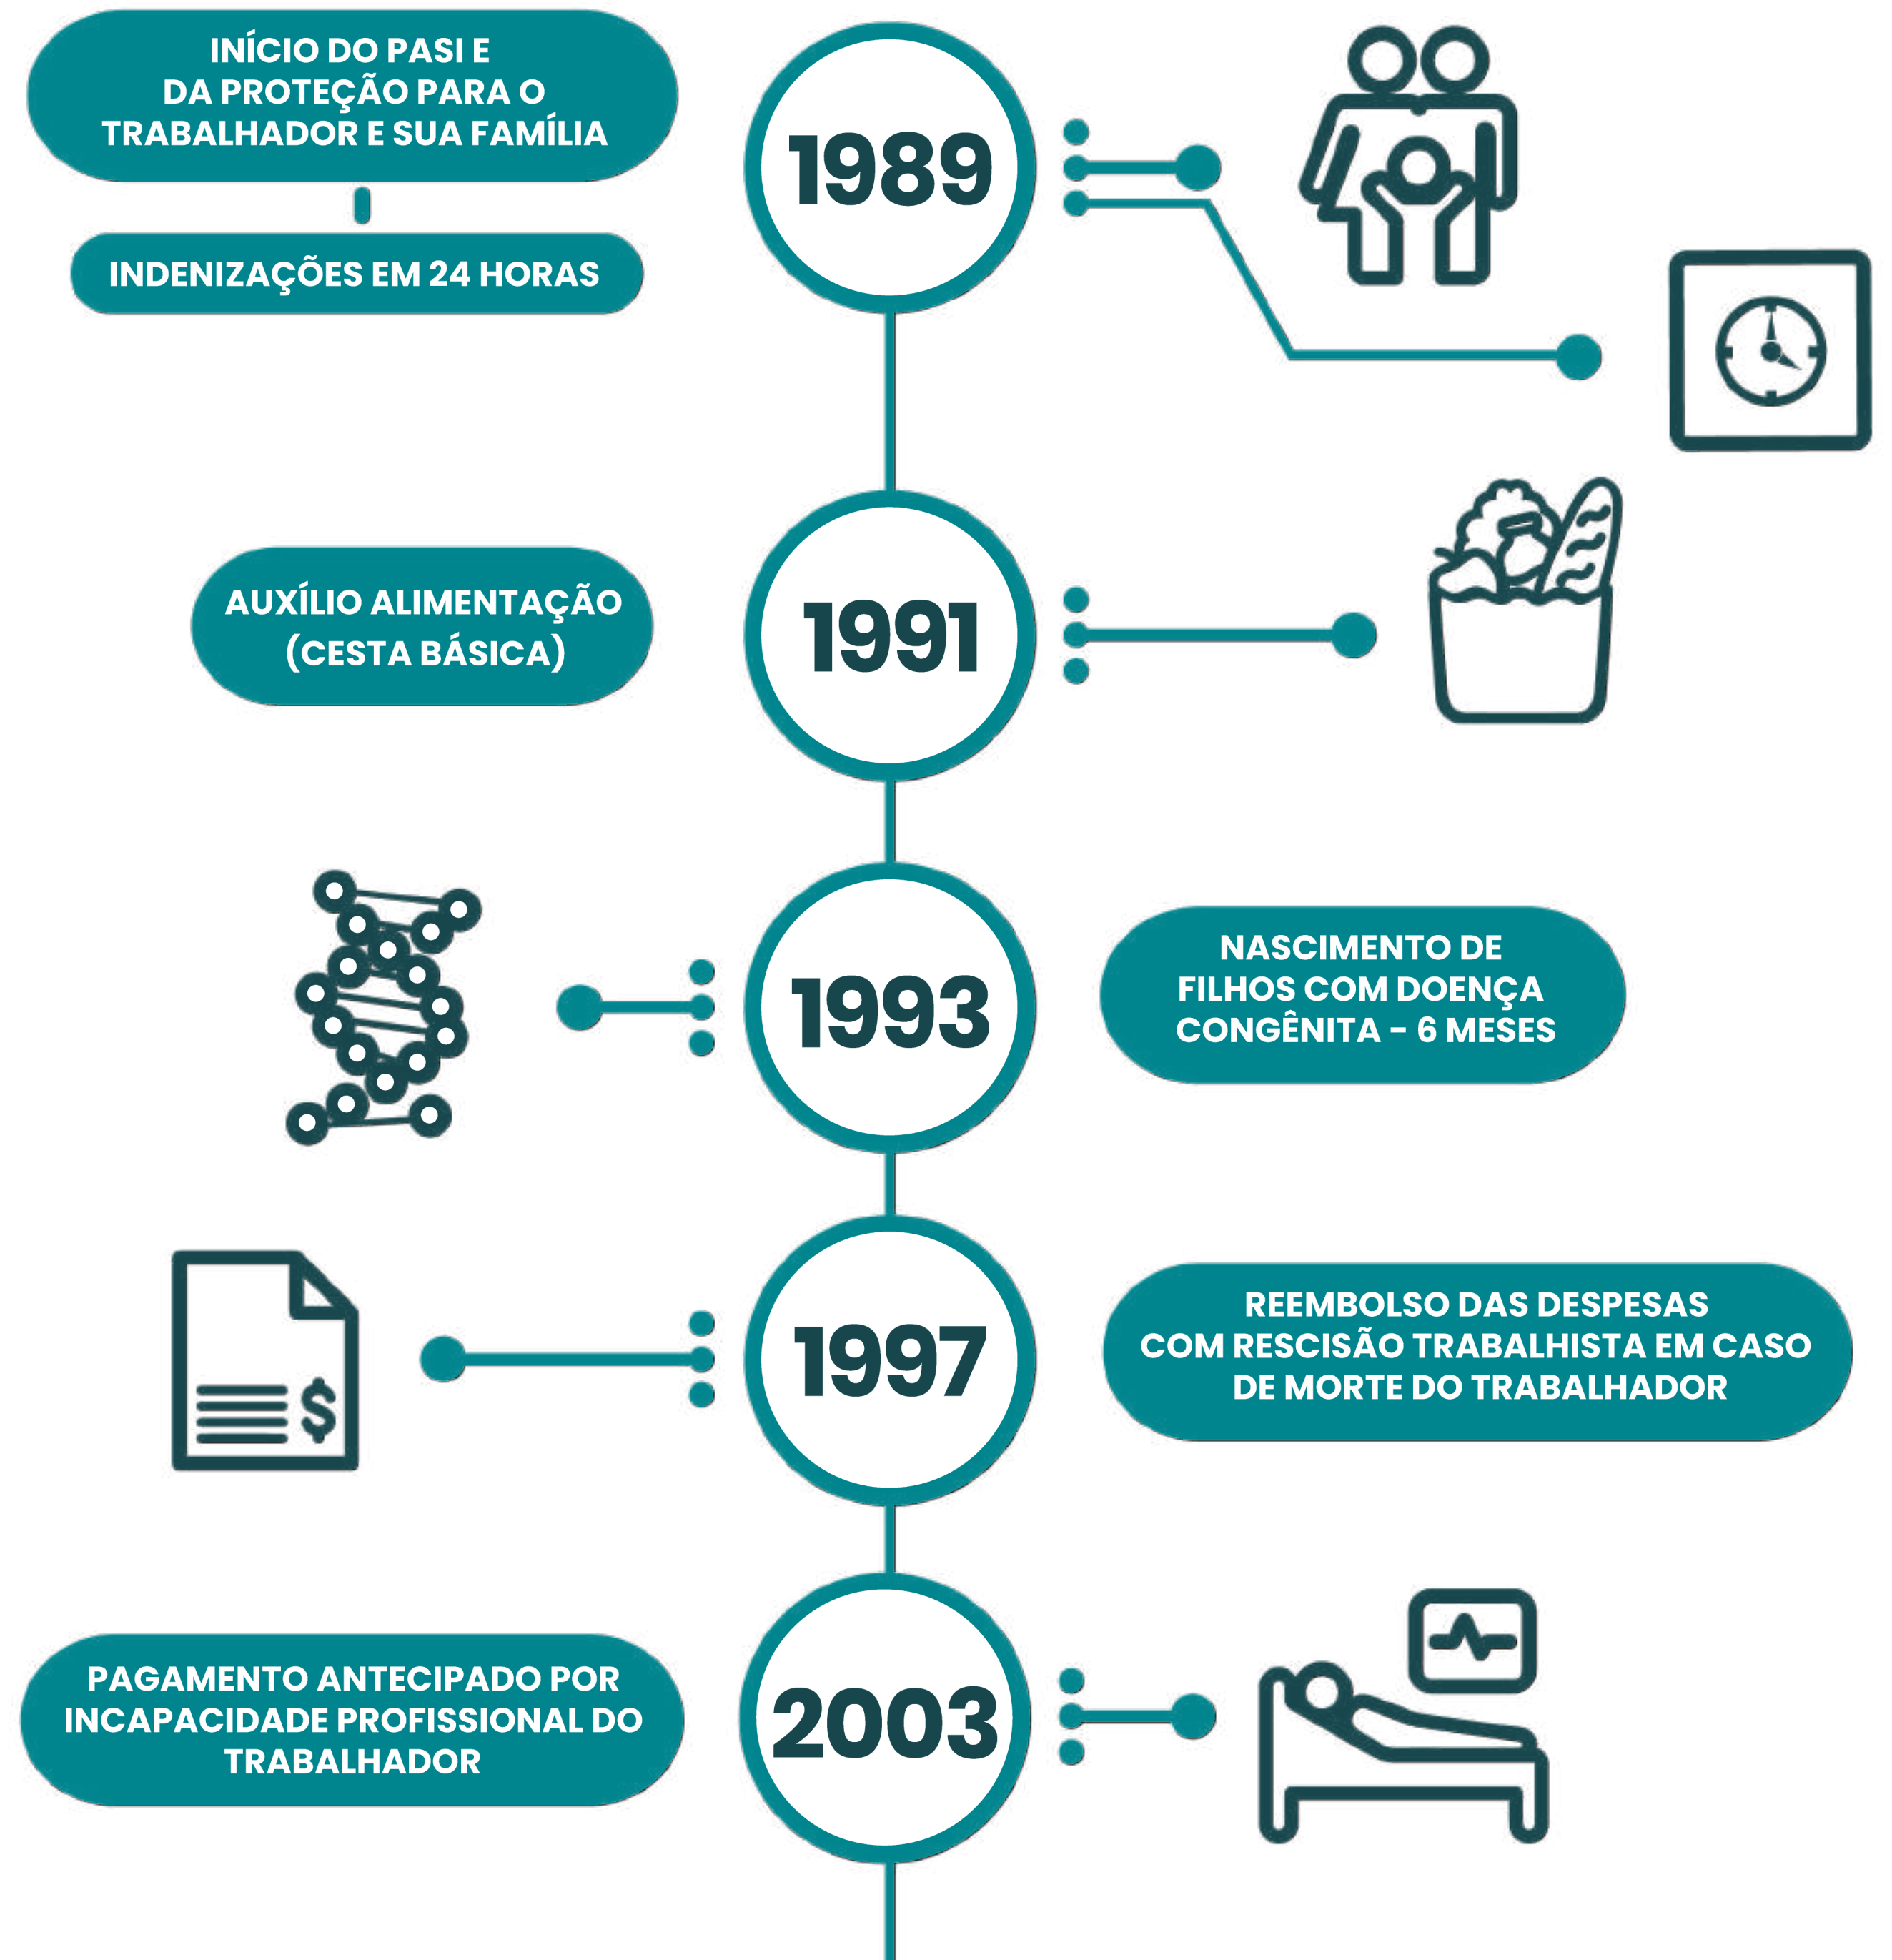 INÍCIO DO PASI E
DA PROTEÇÃO PARA O
TRABALHADOR E SUA FAMÍLIA
INDENIZAÇÕES EM 24 HORAS
1989
AUXÍLIO ALIMENTAÇÃO
(CESTA BÁSICA)
1991
1993
NASCIMENTO DE
FILHOS COM DOENÇA
CONGÊNITA – 6 MESES
$
1997
REEMBOLSO DAS DESPESAS
COM RESCISÃO TRABALHISTA EM CASO
DE MORTE DO TRABALHADOR
PAGAMENTO ANTECIPADO POR
INCAPACIDADE PROFISSIONAL DO
TRABALHADOR
2003